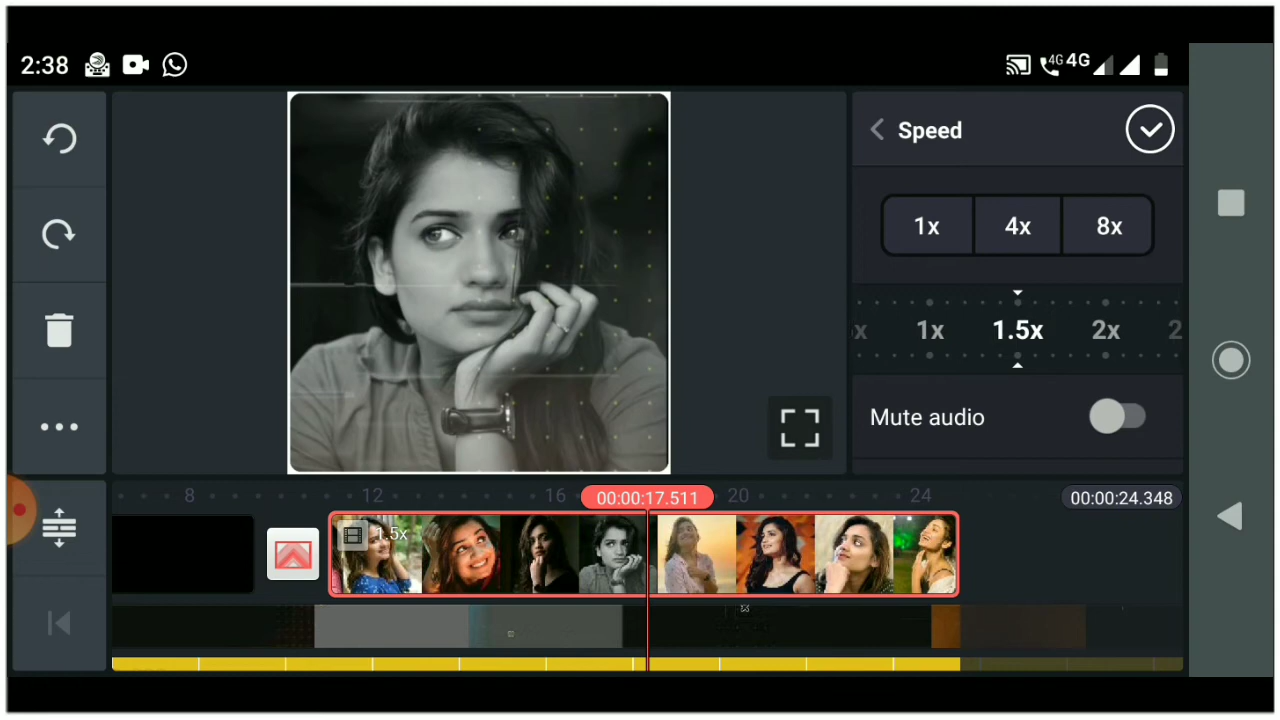 2:38
4G 4G
Speed
1x 4x 8x
x 1x 1.5x 2x 2
Mute audio
8 12 16 00:00:17.511 20 24 00:00:24.348
1.5x